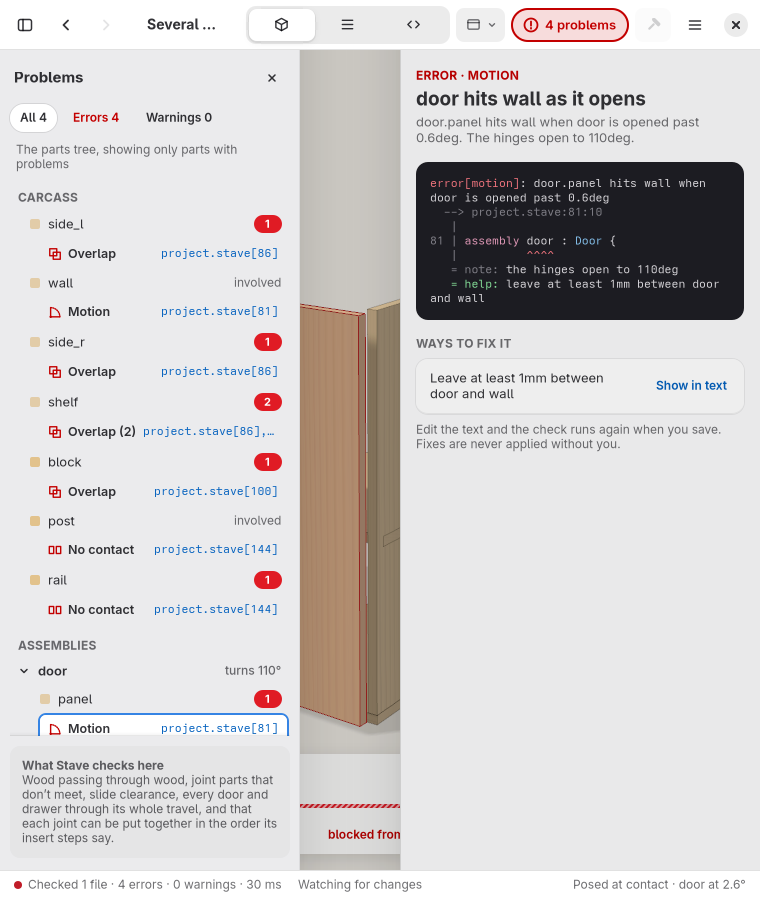 Several ...
4 problems
Problems
All 4
Errors 4
Warnings 0
The parts tree, showing only parts with
problems
CARCASS
side_l
1
Overlap
project.stave[86]
wall
involved
Motion
project.stave[81]
side_r
1
Overlap
project.stave[86]
shelf
2
Overlap (2)
project.stave[86],…
block
1
Overlap
project.stave[100]
post
involved
No contact
project.stave[144]
rail
1
No contact
project.stave[144]
ASSEMBLIES
door
turns 110°
panel
1
Motion
project.stave[81]
What Stave checks here
Wood passing through wood, joint parts that
don’t meet, slide clearance, every door and
drawer through its whole travel, and that
each joint can be put together in the order its
insert steps say.
blocked from
ERROR · MOTION
door hits wall as it opens
door.panel hits wall when door is opened past
0.6deg. The hinges open to 110deg.
error[motion]: door.panel hits wall when
door is opened past 0.6deg
--> project.stave:81:10
|
81 | assembly door : Door {
| ^^^^
= note: the hinges open to 110deg
= help: leave at least 1mm between door
and wall
WAYS TO FIX IT
Leave at least 1mm between
door and wall
Show in text
Edit the text and the check runs again when you save.
Fixes are never applied without you.
Checked 1 file · 4 errors · 0 warnings · 30 ms
Watching for changes
Posed at contact · door at 2.6°